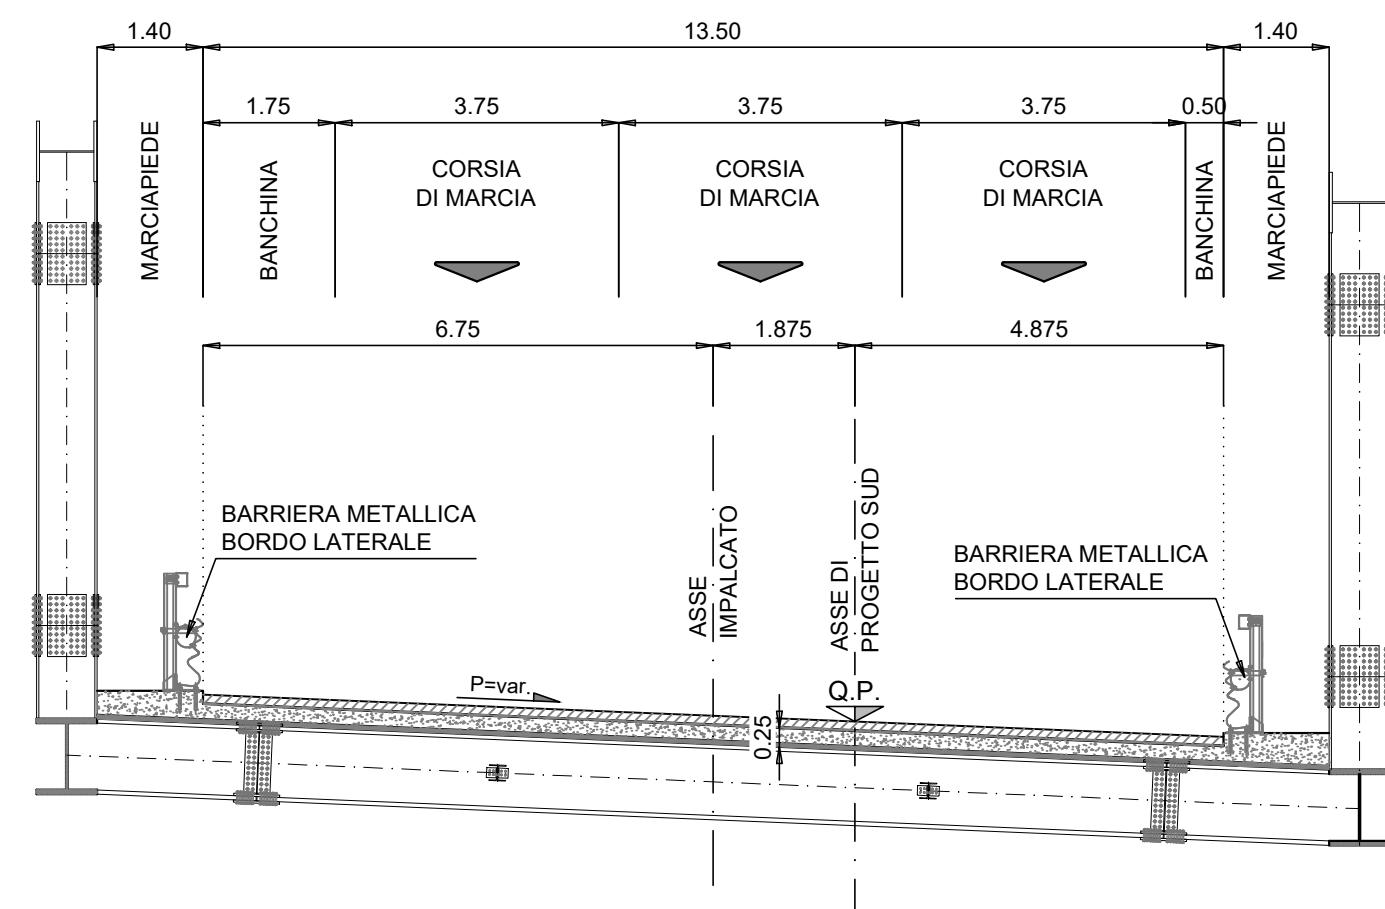 1.40
13.50
1.40
1.75
3.75
3.75
3.75
0.50
MARCIAPIEDE
BANCHINA
CORSIA
DI MARCIA
CORSIA
DI MARCIA
CORSIA
DI MARCIA
BANCHINA
MARCIAPIEDE
6.75
1.875
4.875
BARRIERA METALLICA
BORDO LATERALE
ASSE
IMPALCATO
ASSE DI
PROGETTO SUD
BARRIERA METALLICA
BORDO LATERALE
P=var.
Q.P.
0.25